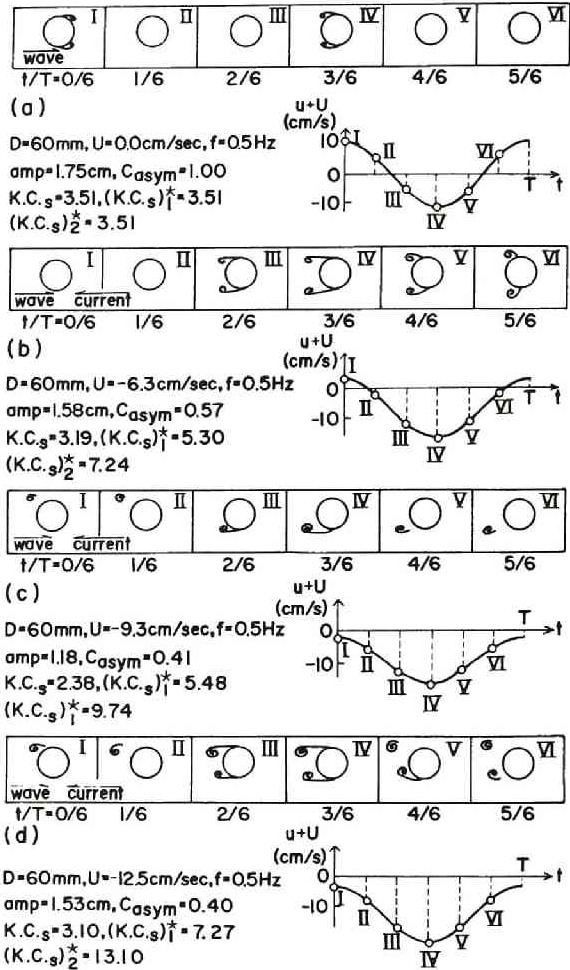 I II III IV V VI
wave
t/T=0/6 1/6 2/6 3/6 4/6 5/6
(a)
u+U
(cm/s)
D=60mm, U=0.0cm/sec, f=0.5Hz
amp=1.75cm, Casym=1.00
K.C.s=3.51, (K.C.s)1*=3.51
(K.C.s)2*=3.51
10
0
-10
I II III IV V VI T t
I II III IV V VI
wave current
t/T=0/6 1/6 2/6 3/6 4/6 5/6
(b)
u+U
(cm/s)
D=60mm, U=-6.3cm/sec, f=0.5Hz
amp=1.58cm, Casym=0.57
K.C.s=3.19, (K.C.s)1*=5.30
(K.C.s)2*=7.24
0
-10
I II III IV V VI T t
I II III IV V VI
wave current
t/T=0/6 1/6 2/6 3/6 4/6 5/6
(c)
u+U
(cm/s)
D=60mm, U=-9.3cm/sec, f=0.5Hz
amp=1.18, Casym=0.41
K.C.s=2.38, (K.C.s)1*=5.48
(K.C.s)1*=9.74
0
-10
I II III IV V VI T t
I II III IV V VI
wave current
t/T=0/6 1/6 2/6 3/6 4/6 5/6
(d)
u+U
(cm/s)
D=60mm, U=-12.5cm/sec, f=0.5Hz
amp=1.53cm, Casym=0.40
K.C.s=3.10, (K.C.s)1*=7.27
(K.C.s)2*=13.10
0
-10
I II III IV V VI T t